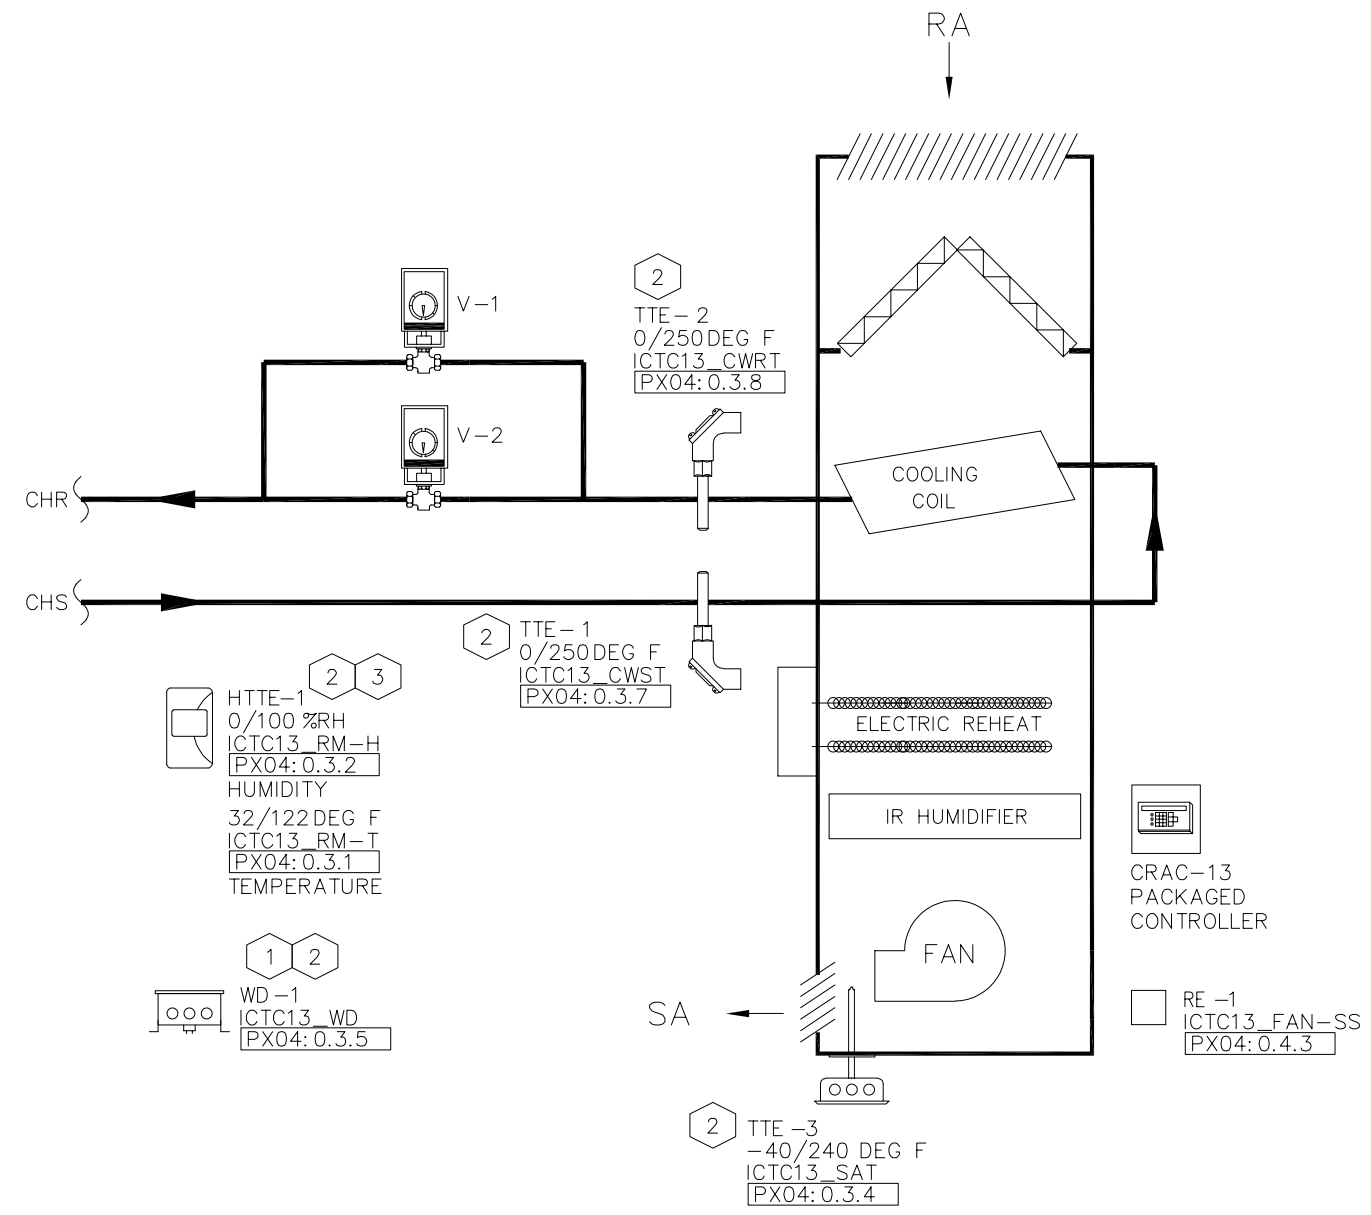 RA
V-1
2
TTE-2
0/250 DEG F
ICTC13_CWRT
PX04: 0.3.8
V-2
COOLING
COIL
CHR
CHS
2
TTE-1
0/250 DEG F
ICTC13_CWST
PX04: 0.3.7
2 3
HTTE-1
0/100 %RH
ICTC13_RM-H
PX04: 0.3.2
HUMIDITY
32/122 DEG F
ICTC13_RM-T
PX04: 0.3.1
TEMPERATURE
ELECTRIC REHEAT
IR HUMIDIFIER
CRAC-13
PACKAGED
CONTROLLER
1 2
WD-1
ICTC13_WD
PX04: 0.3.5
FAN
SA
RE-1
ICTC13_FAN-SS
PX04: 0.4.3
2
TTE-3
-40/240 DEG F
ICTC13_SAT
PX04: 0.3.4